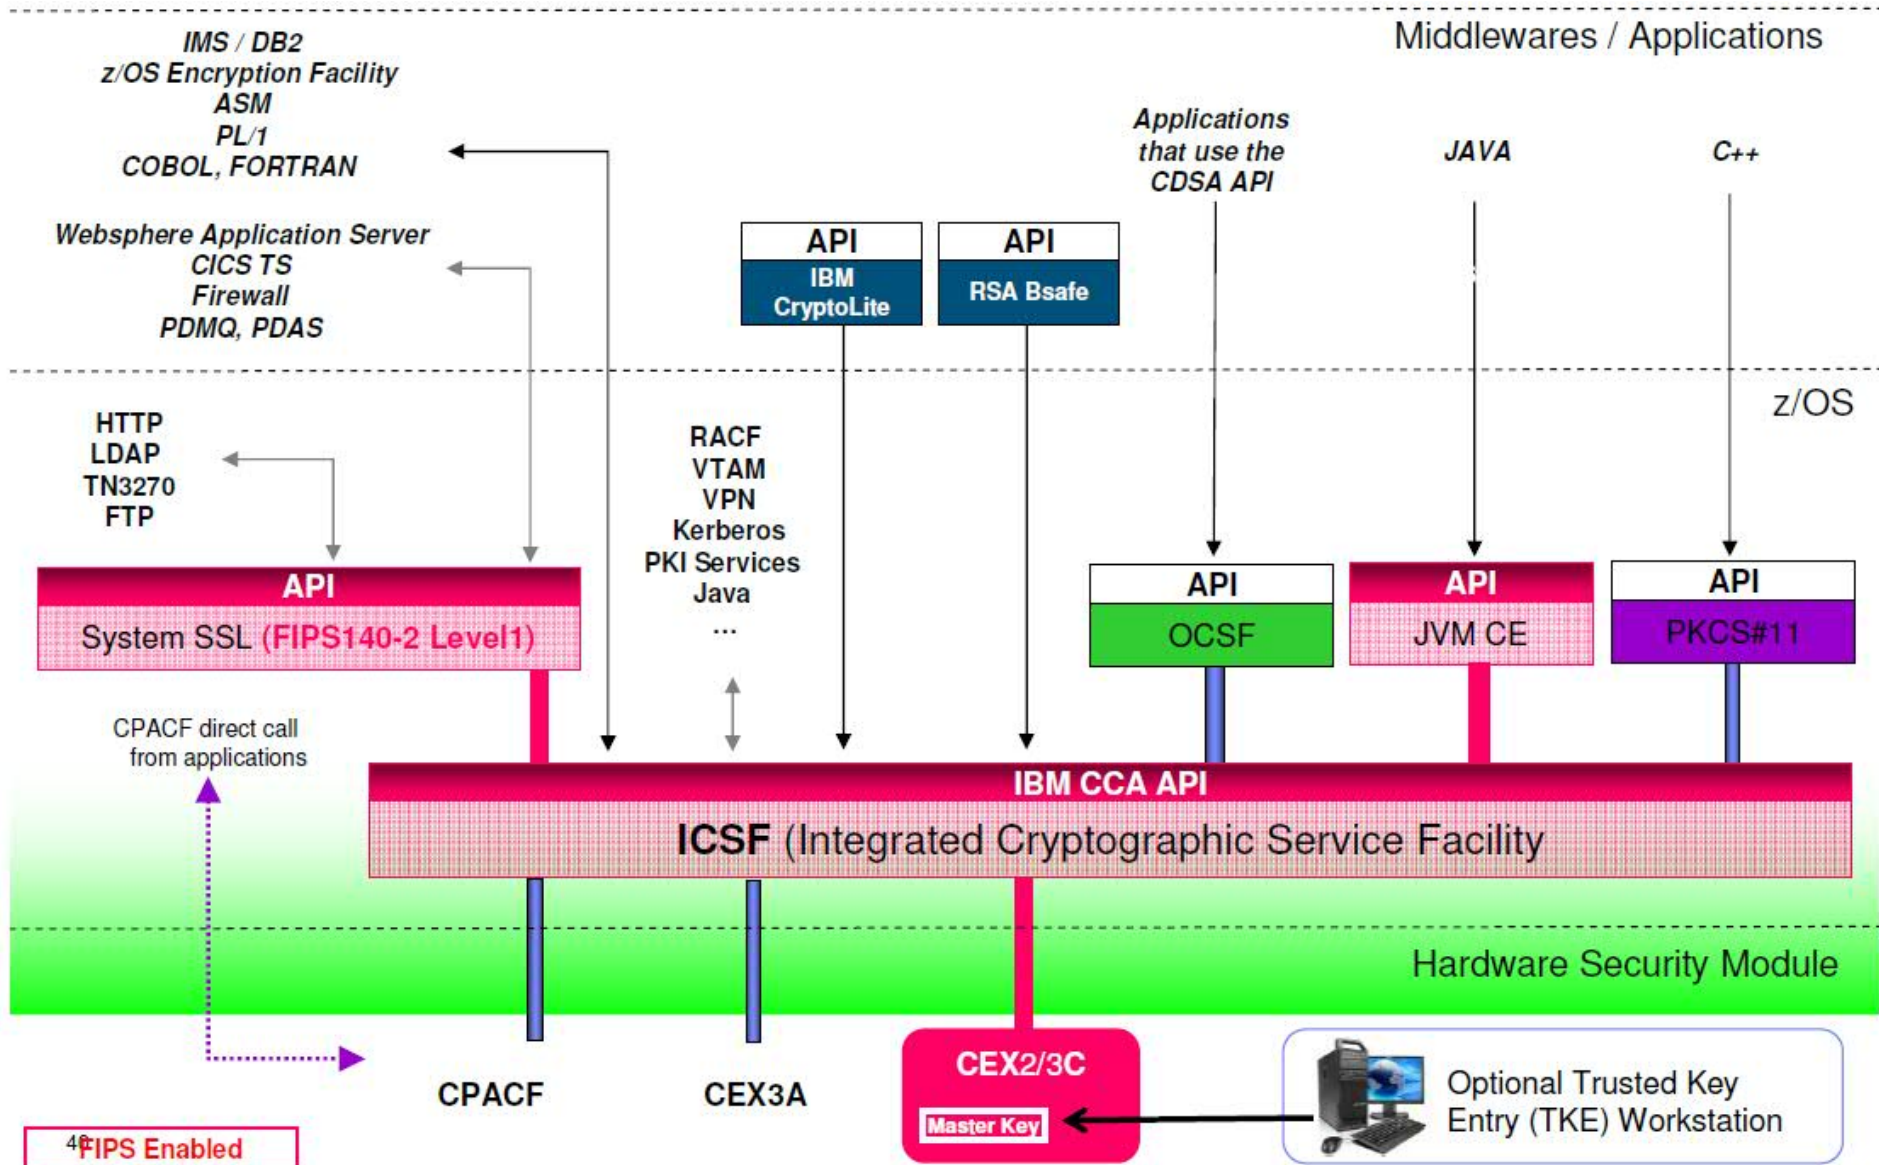 Middlewares / Applications
IMS / DB2
z/OS Encryption Facility
ASM
PL/1
COBOL, FORTRAN
Websphere Application Server
CICS TS
Firewall
PDMQ, PDAS
API
IBM
CryptoLite
API
RSA Bsafe
Applications
that use the
CDSA API
JAVA
C++
z/OS
HTTP
LDAP
TN3270
FTP
RACF
VTAM
VPN
Kerberos
PKI Services
Java
...
API
System SSL (FIPS140-2 Level1)
API
OCSF
API
JVM CE
API
PKCS#11
CPACF direct call
from applications
IBM CCA API
ICSF (Integrated Cryptographic Service Facility
Hardware Security Module
CPACF
CEX3A
CEX2/3C
Master Key
Optional Trusted Key
Entry (TKE) Workstation
FIPS Enabled